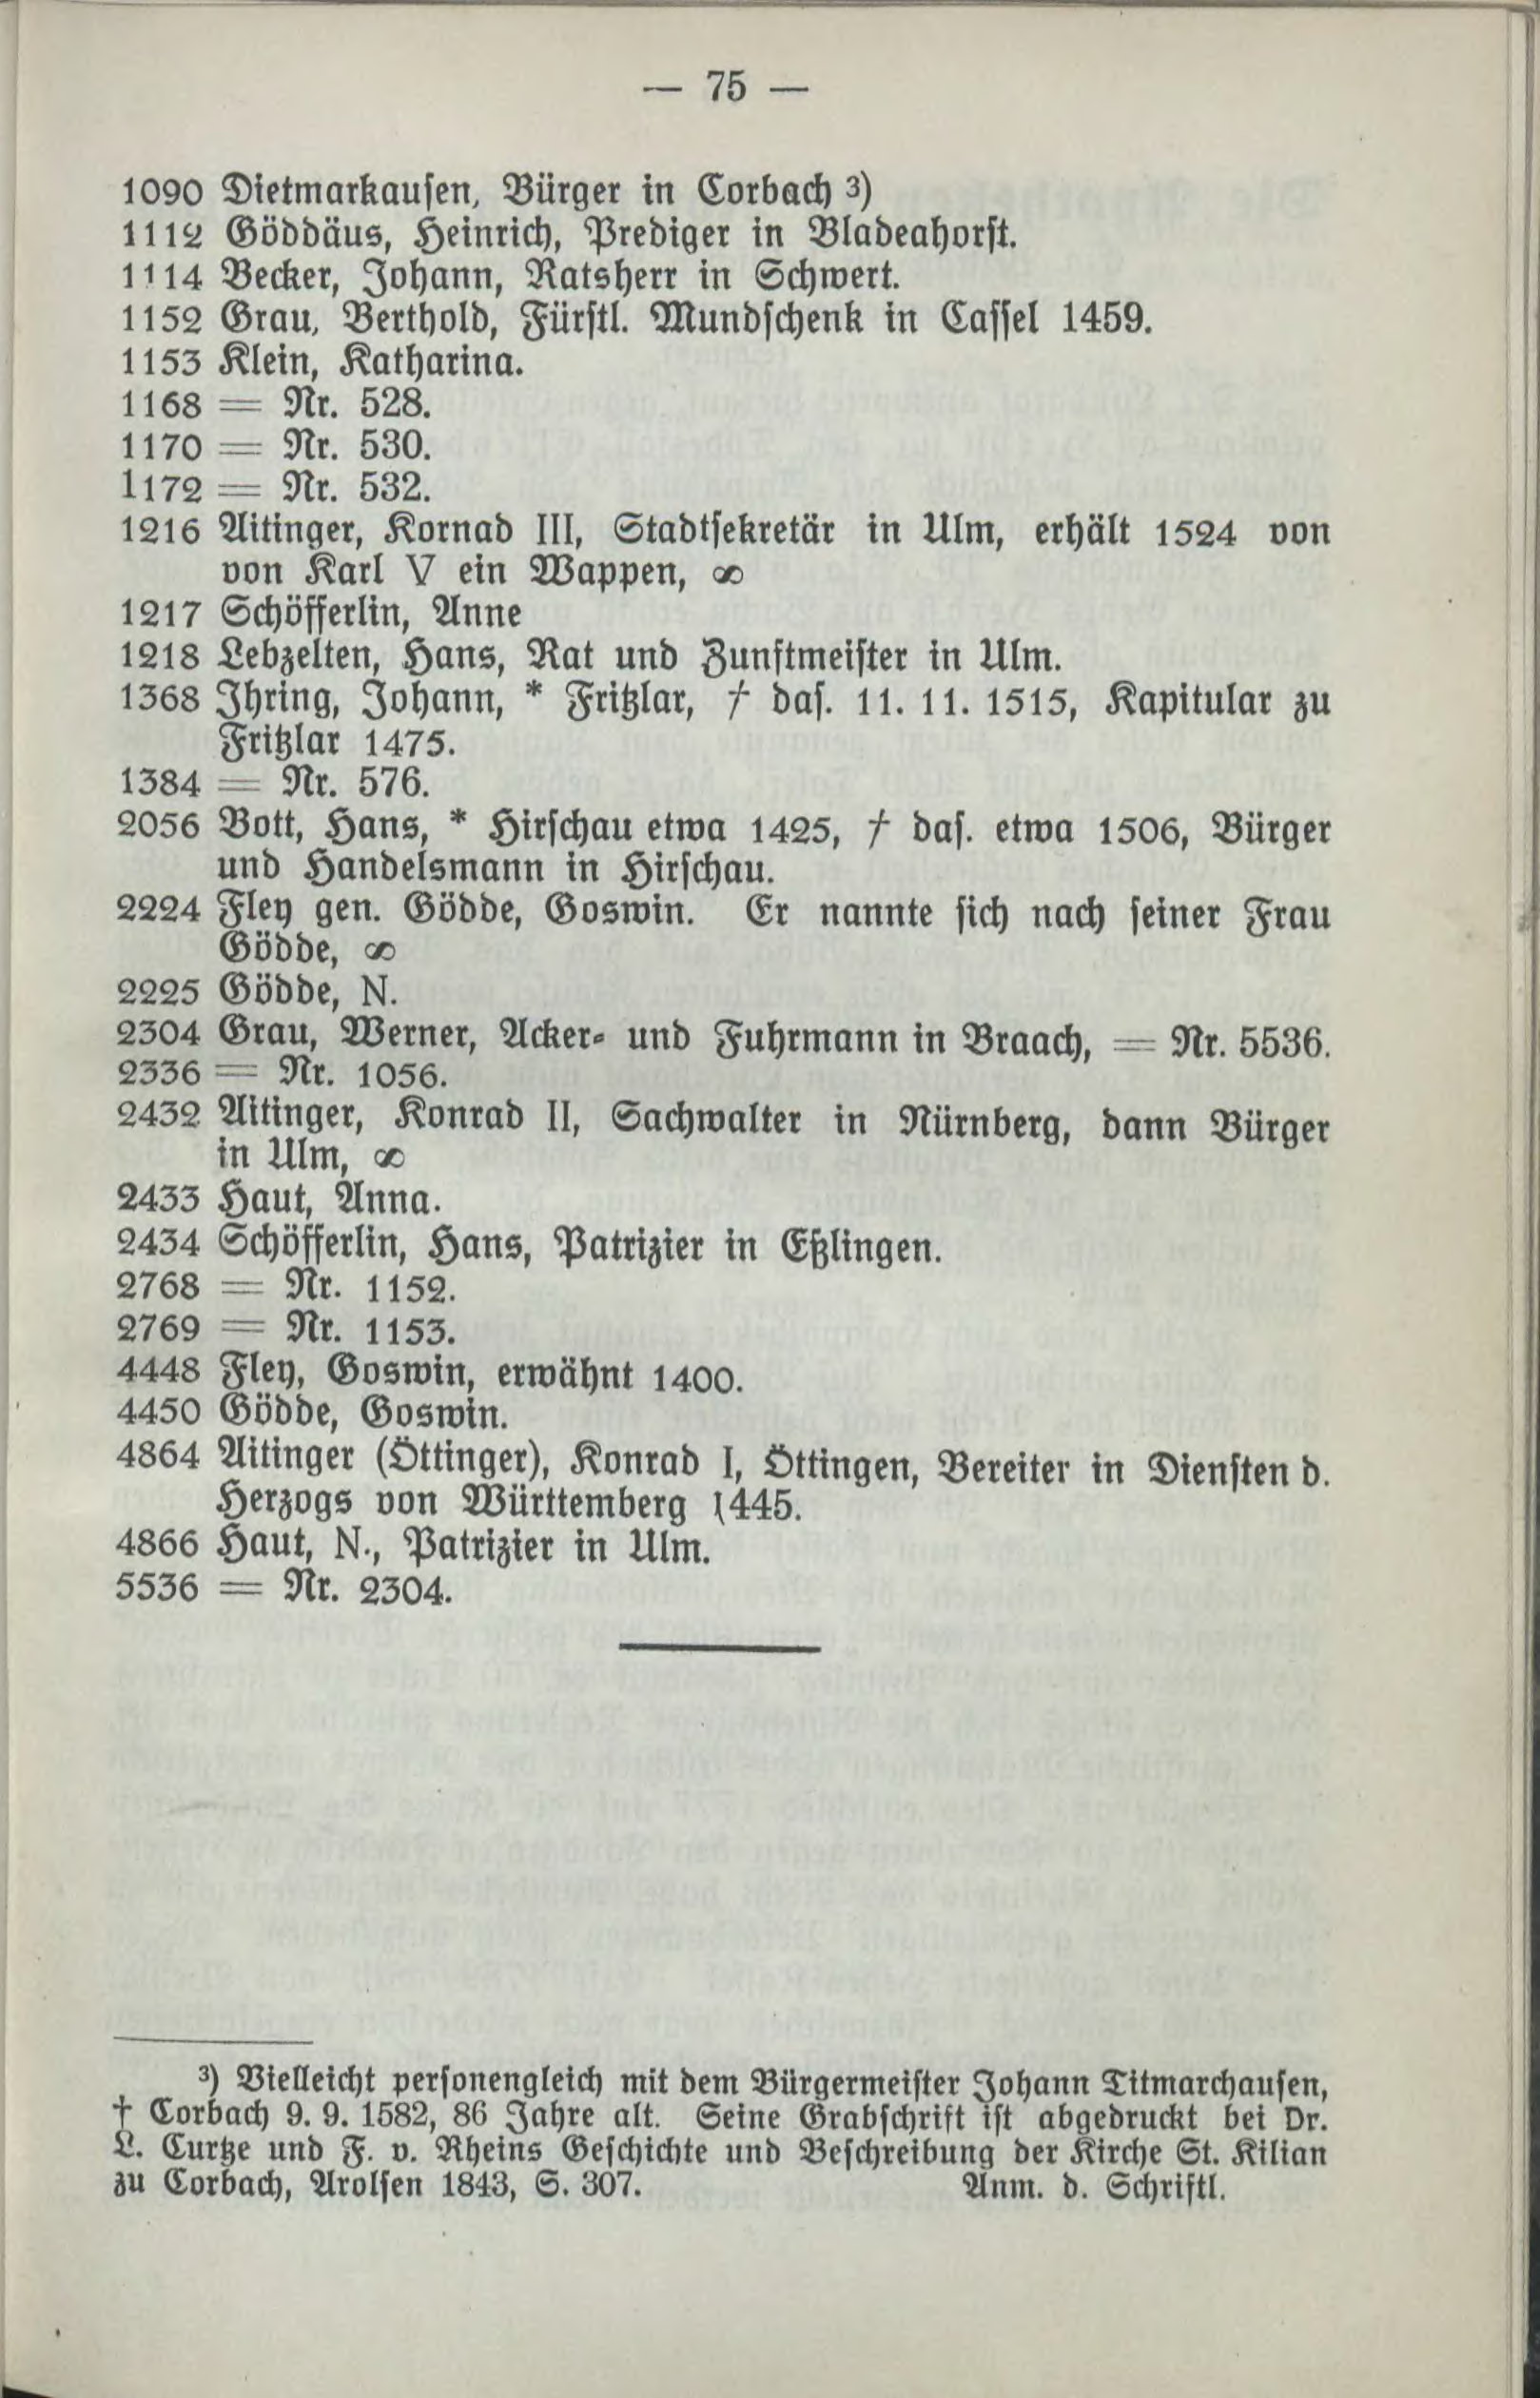 — 75 —
1090 Dietmarkausen, Bürger in Corbach ³)
1112 Göddäus, Heinrich, Prediger in Bladeahorst.
1114 Becker, Johann, Ratsherr in Schwert.
1152 Grau, Berthold, Fürstl. Mundschenk in Cassel 1459.
1153 Klein, Katharina.
1168 = Nr. 528.
1170 = Nr. 530.
1172 = Nr. 532.
1216 Aitinger, Kornad III, Stadtsekretär in Ulm, erhält 1524 von
von Karl V ein Wappen, ∞
1217 Schöfferlin, Anne
1218 Lebzelten, Hans, Rat und Zunftmeister in Ulm.
1368 Ihring, Johann, * Fritzlar, † das. 11. 11. 1515, Kapitular zu
Fritzlar 1475.
1384 = Nr. 576.
2056 Bott, Hans, * Hirschau etwa 1425, † das. etwa 1506, Bürger
und Handelsmann in Hirschau.
2224 Fley gen. Gödde, Goswin. Er nannte sich nach seiner Frau
Gödde, ∞
2225 Gödde, N.
2304 Grau, Werner, Acker- und Fuhrmann in Braach, = Nr. 5536.
2336 = Nr. 1056.
2432 Aitinger, Konrad II, Sachwalter in Nürnberg, dann Bürger
in Ulm, ∞
2433 Haut, Anna.
2434 Schöfferlin, Hans, Patrizier in Eßlingen.
2768 = Nr. 1152.
2769 = Nr. 1153.
4448 Fley, Goswin, erwähnt 1400.
4450 Gödde, Goswin.
4864 Aitinger (Öttinger), Konrad I, Öttingen, Bereiter in Diensten d.
Herzogs von Württemberg 1445.
4866 Haut, N., Patrizier in Ulm.
5536 = Nr. 2304.
³) Vielleicht personengleich mit dem Bürgermeister Johann Titmarchausen,
† Corbach 9. 9. 1582, 86 Jahre alt. Seine Grabschrift ist abgedruckt bei Dr.
L. Curtze und F. v. Rheins Geschichte und Beschreibung der Kirche St. Kilian
zu Corbach, Arolsen 1843, S. 307. Anm. d. Schriftl.